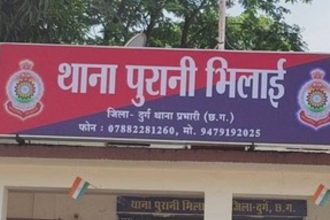 थाना पुरानी भिलाई
जिला- दुर्ग थाना प्रभारी (छ.ग.)
फोन : 07882281260, मो. 9479192025
थाना पुरानी भिलाई जिला-दुर्ग, छ.ग.